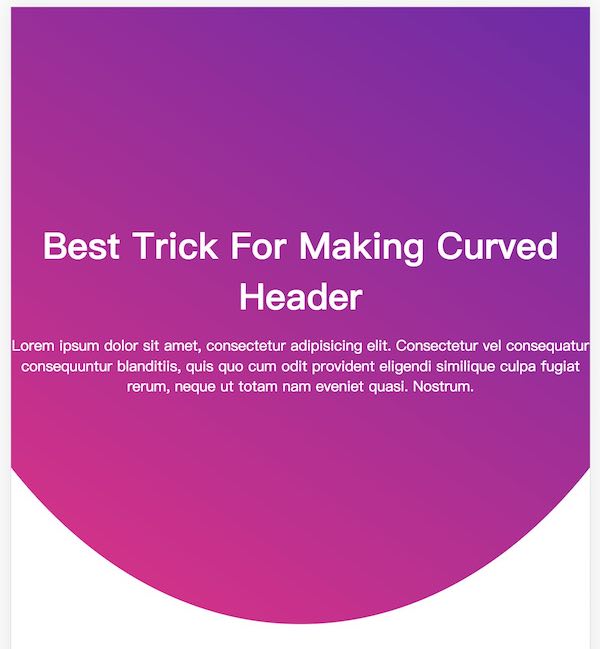 Best Trick For Making Curved
Header
Lorem ipsum dolor sit amet, consectetur adipisicing elit. Consectetur vel consequatur
consequuntur blanditiis, quis quo cum odit provident eligendi similique culpa fugiat
rerum, neque ut totam nam eveniet quasi. Nostrum.